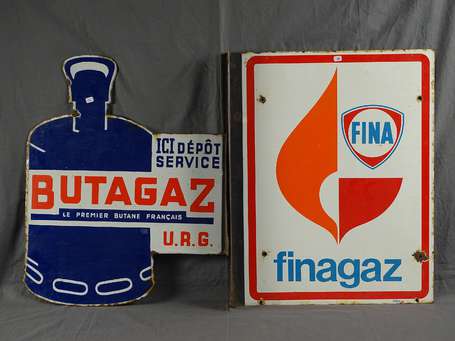 ICI DÉPÔT
SERVICE
BUTAGAZ
LE PREMIER BUTANE FRANÇAIS
U.R.G.
FINA
finagaz